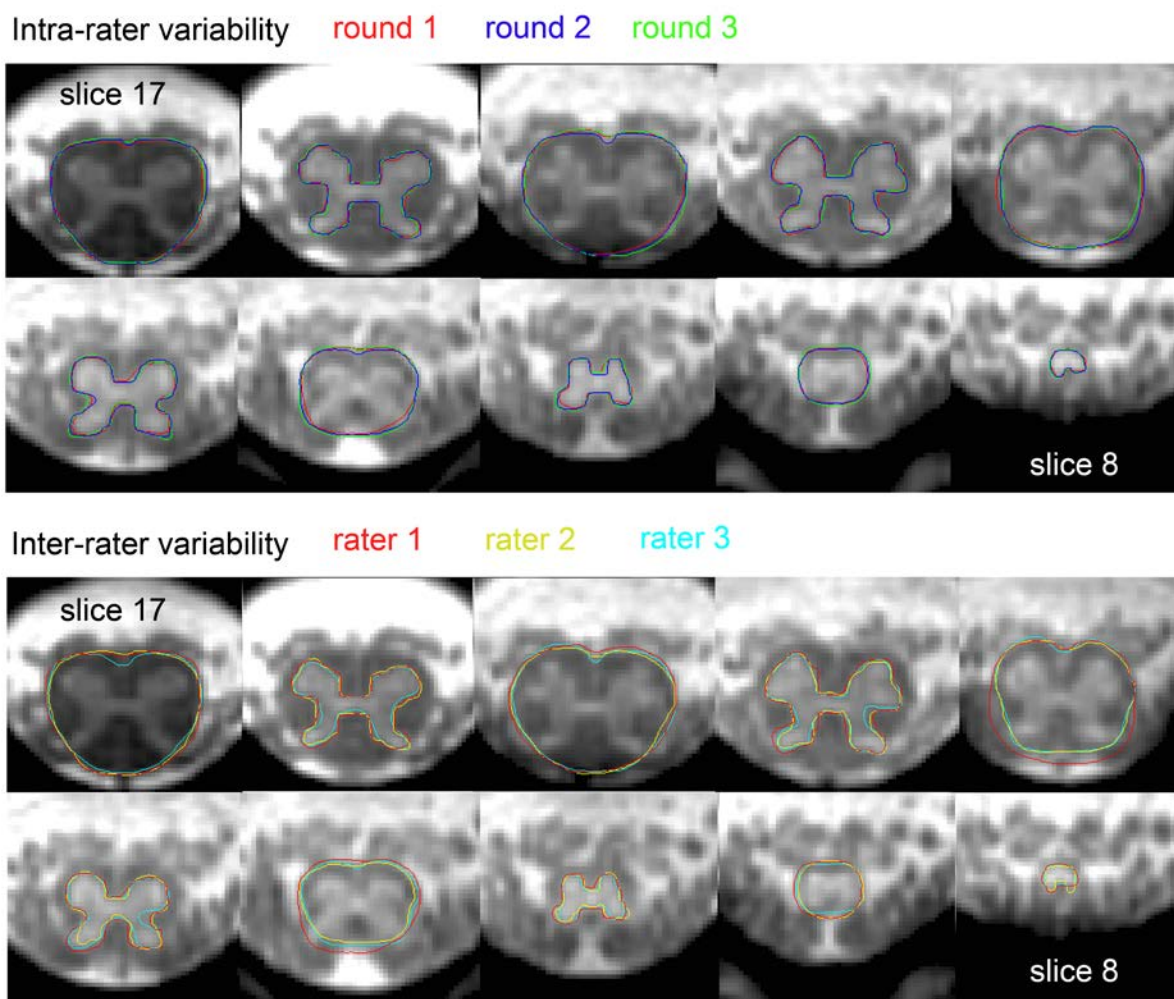 Intra-rater variability round 1 round 2 round 3
slice 17
slice 8
Inter-rater variability rater 1 rater 2 rater 3
slice 17
slice 8